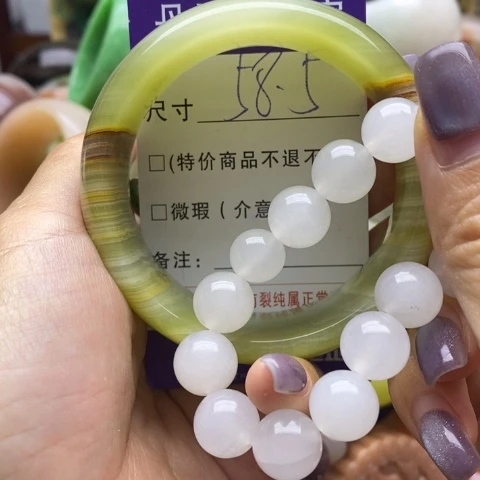 尺寸 58.5
□(特价商品不退不
□微瑕（介意
备注：
裂纯属正常